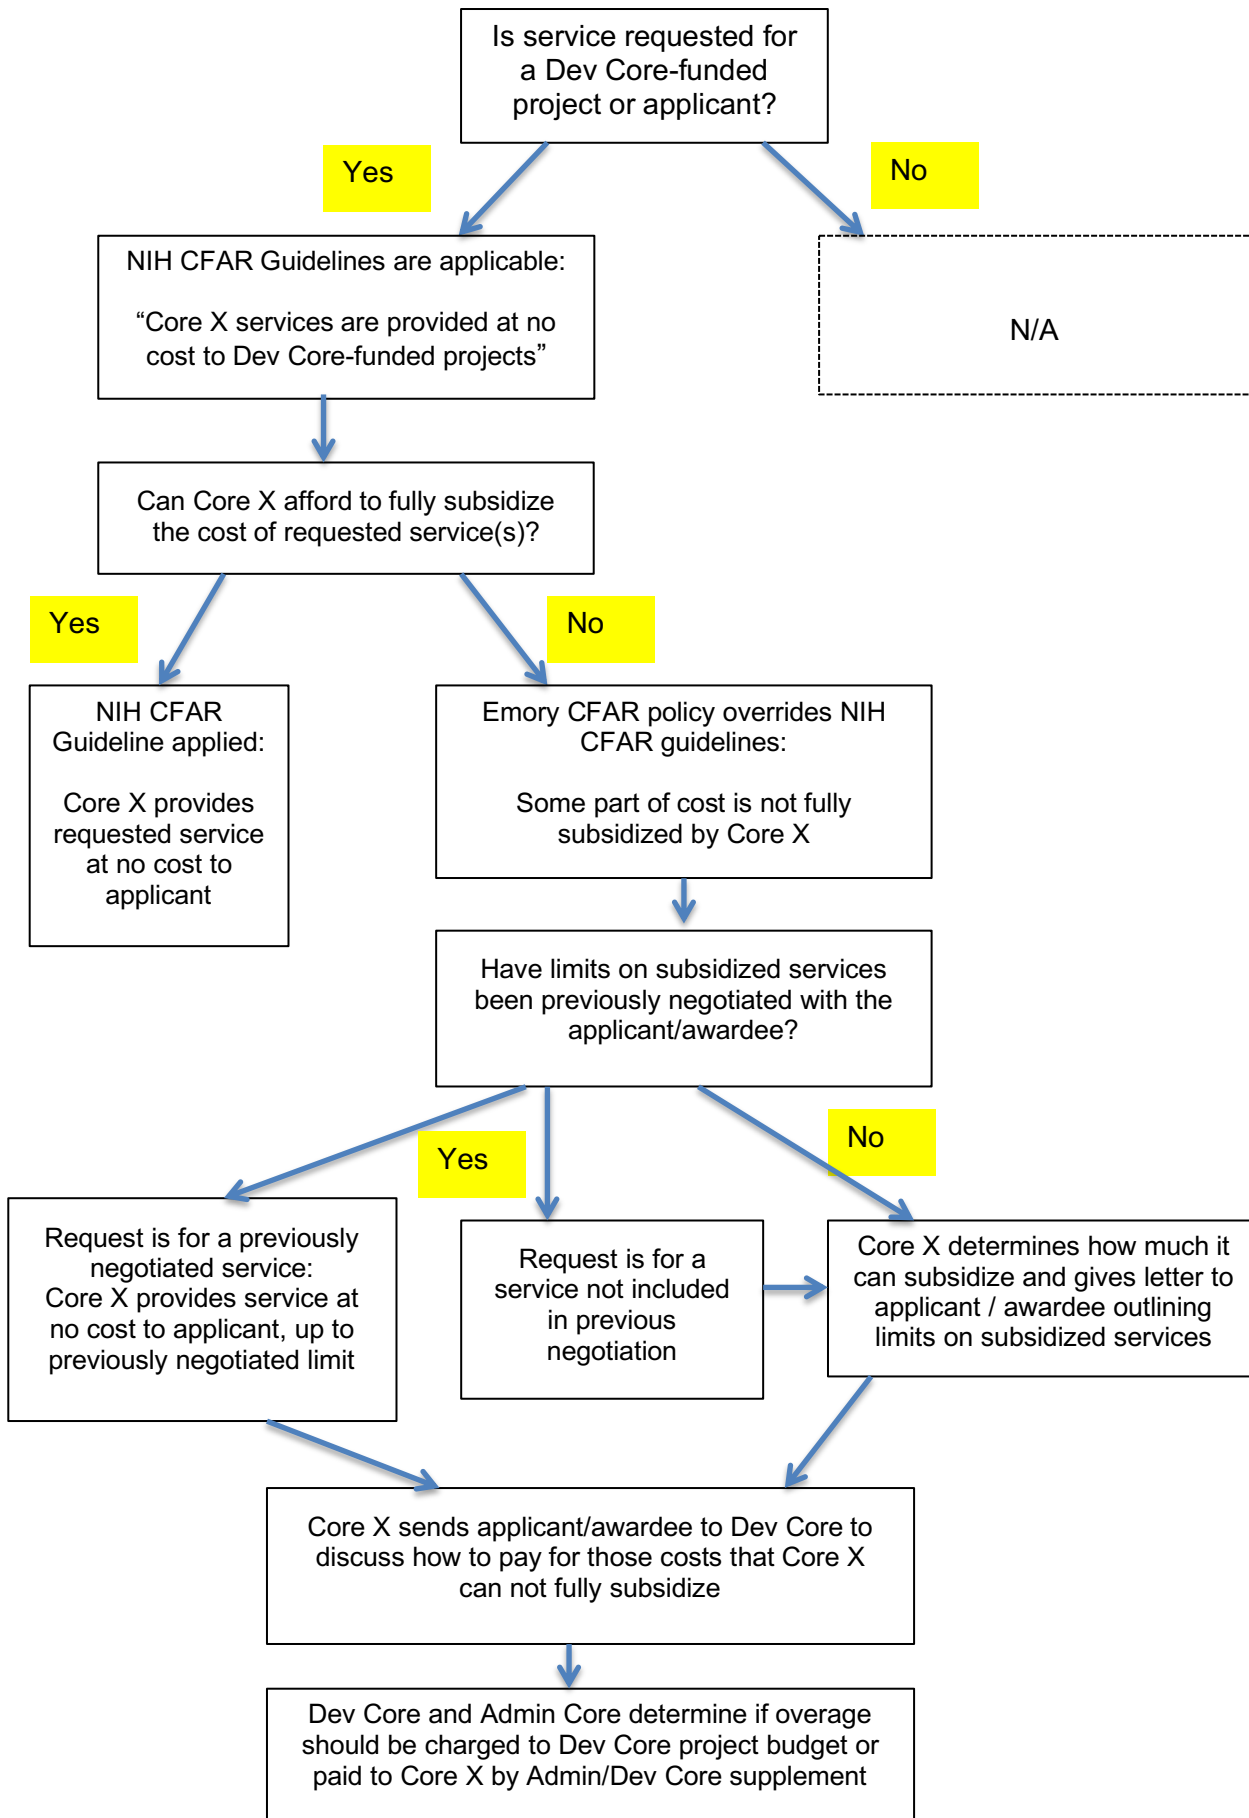 Is service requested for
a Dev Core-funded
project or applicant?
Yes
No
NIH CFAR Guidelines are applicable:
“Core X services are provided at no
cost to Dev Core-funded projects”
N/A
Can Core X afford to fully subsidize
the cost of requested service(s)?
Yes
No
NIH CFAR
Guideline applied:
Core X provides
requested service
at no cost to
applicant
Emory CFAR policy overrides NIH
CFAR guidelines:
Some part of cost is not fully
subsidized by Core X
Have limits on subsidized services
been previously negotiated with the
applicant/awardee?
Yes
No
Request is for a previously
negotiated service:
Core X provides service at
no cost to applicant, up to
previously negotiated limit
Request is for a
service not included
in previous
negotiation
Core X determines how much it
can subsidize and gives letter to
applicant / awardee outlining
limits on subsidized services
Core X sends applicant/awardee to Dev Core to
discuss how to pay for those costs that Core X
can not fully subsidize
Dev Core and Admin Core determine if overage
should be charged to Dev Core project budget or
paid to Core X by Admin/Dev Core supplement